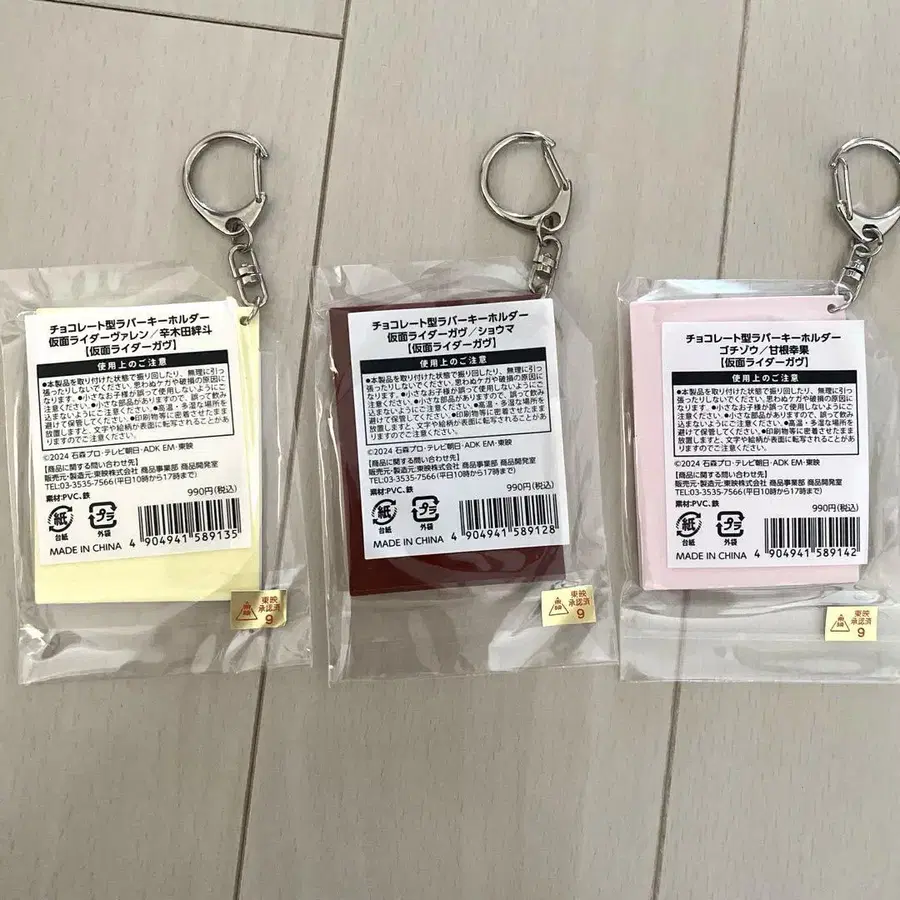 チョコレート型ラバーキーホルダー
仮面ライダーヴァレン/辛木田絆斗
【仮面ライダーガヴ】
使用上のご注意
●本製品を取り付けた状態で振り回したり、無理に引っ
張ったりしないでください。思わぬケガや破損の原因に
なります。●小さなお子様が誤って使用しないようにご
注意ください。●小さな部品がありますので、誤って飲み
込まないようにご注意ください。●高温・多湿な場所を
避けて保管してください。●印刷物等に密着させたまま
放置しますと、文字や絵柄が表面に転写されることがあ
りますのでご注意ください。
©2024 石森プロ・テレビ朝日・ADK EM・東映
【商品に関する問い合わせ先】
販売元・製造元:東映株式会社 商品事業部 商品開発室
TEL:03-3535-7566(平日10時から17時まで)
素材:PVC、鉄
990円(税込)
紙
台紙
プラ
外袋
MADE IN CHINA
4 904941 589135
東映
承認済
9
チョコレート型ラバーキーホルダー
仮面ライダーガヴ/ショウマ
【仮面ライダーガヴ】
使用上のご注意
●本製品を取り付けた状態で振り回したり、無理に引っ
張ったりしないでください。思わぬケガや破損の原因に
なります。●小さなお子様が誤って使用しないようにご
注意ください。●小さな部品がありますので、誤って飲み
込まないようにご注意ください。●高温・多湿な場所を
避けて保管してください。●印刷物等に密着させたまま
放置しますと、文字や絵柄が表面に転写されることがあ
りますのでご注意ください。
©2024 石森プロ・テレビ朝日・ADK EM・東映
【商品に関する問い合わせ先】
販売元・製造元:東映株式会社 商品事業部 商品開発室
TEL:03-3535-7566(平日10時から17時まで)
素材:PVC、鉄
990円(税込)
紙
台紙
プラ
外袋
MADE IN CHINA
4 904941 589128
東映
承認済
9
チョコレート型ラバーキーホルダー
ゴチゾウ/甘根幸果
【仮面ライダーガヴ】
使用上のご注意
●本製品を取り付けた状態で振り回したり、無理に引っ
張ったりしないでください。思わぬケガや破損の原因に
なります。●小さなお子様が誤って使用しないようにご
注意ください。●小さな部品がありますので、誤って飲み
込まないようにご注意ください。●高温・多湿な場所を
避けて保管してください。●印刷物等に密着させたまま
放置しますと、文字や絵柄が表面に転写されることがあ
りますのでご注意ください。
©2024 石森プロ・テレビ朝日・ADK EM・東映
【商品に関する問い合わせ先】
販売元・製造元:東映株式会社 商品事業部 商品開発室
TEL:03-3535-7566(平日10時から17時まで)
素材:PVC、鉄
990円(税込)
紙
台紙
プラ
外袋
MADE IN CHINA
4 904941 589142
東映
承認済
9